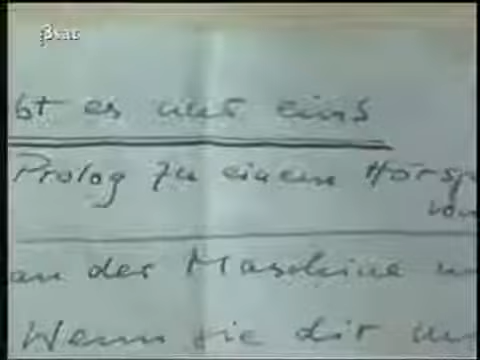 3sat
bt es nur eins
Prolog zu einem Hörsp
von
an der Maschine
Wenn sie dir